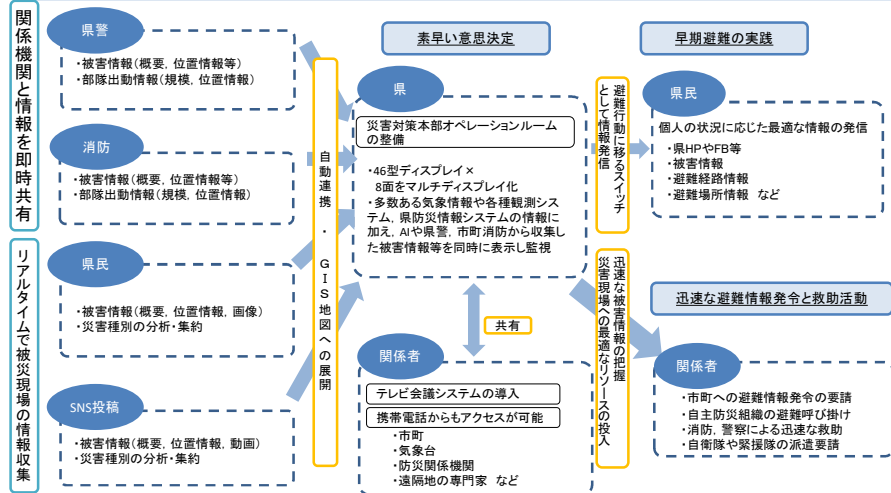 関係機関と情報を即時共有
県警
・被害情報(概要，位置情報等)
・部隊出動情報(規模，位置情報)
消防
・被害情報(概要，位置情報等)
・部隊出動情報(規模，位置情報)
リアルタイムで被災現場の情報収集
県民
・被害情報(概要，位置情報，画像)
・災害種別の分析・集約
SNS投稿
・被害情報(概要，位置情報，動画)
・災害種別の分析・集約
自動連携 ・ GIS地図への展開
素早い意思決定
県
災害対策本部オペレーションルーム
の整備
・46型ディスプレイ×
8面をマルチディスプレイ化
・多数ある気象情報や各種観測シ
ステム，県防災情報システムの情報に
加え，AIや県警，市町消防から収集し
た被害情報等を同時に表示し監視
共有
関係者
テレビ会議システムの導入
携帯電話からもアクセスが可能
・市町
・気象台
・防災関係機関
・遠隔地の専門家 など
避難行動に移るスイッチ
として情報発信
迅速な被害情報の把握
災害現場への最適なリソースの投入
早期避難の実践
県民
個人の状況に応じた最適な情報の発信
・県HPやFB等
・被害情報
・避難経路情報
・避難場所情報 など
迅速な避難情報発令と救助活動
関係者
・市町への避難情報発令の要請
・自主防災組織の避難呼び掛け
・消防，警察による迅速な救助
・自衛隊や緊援隊の派遣要請